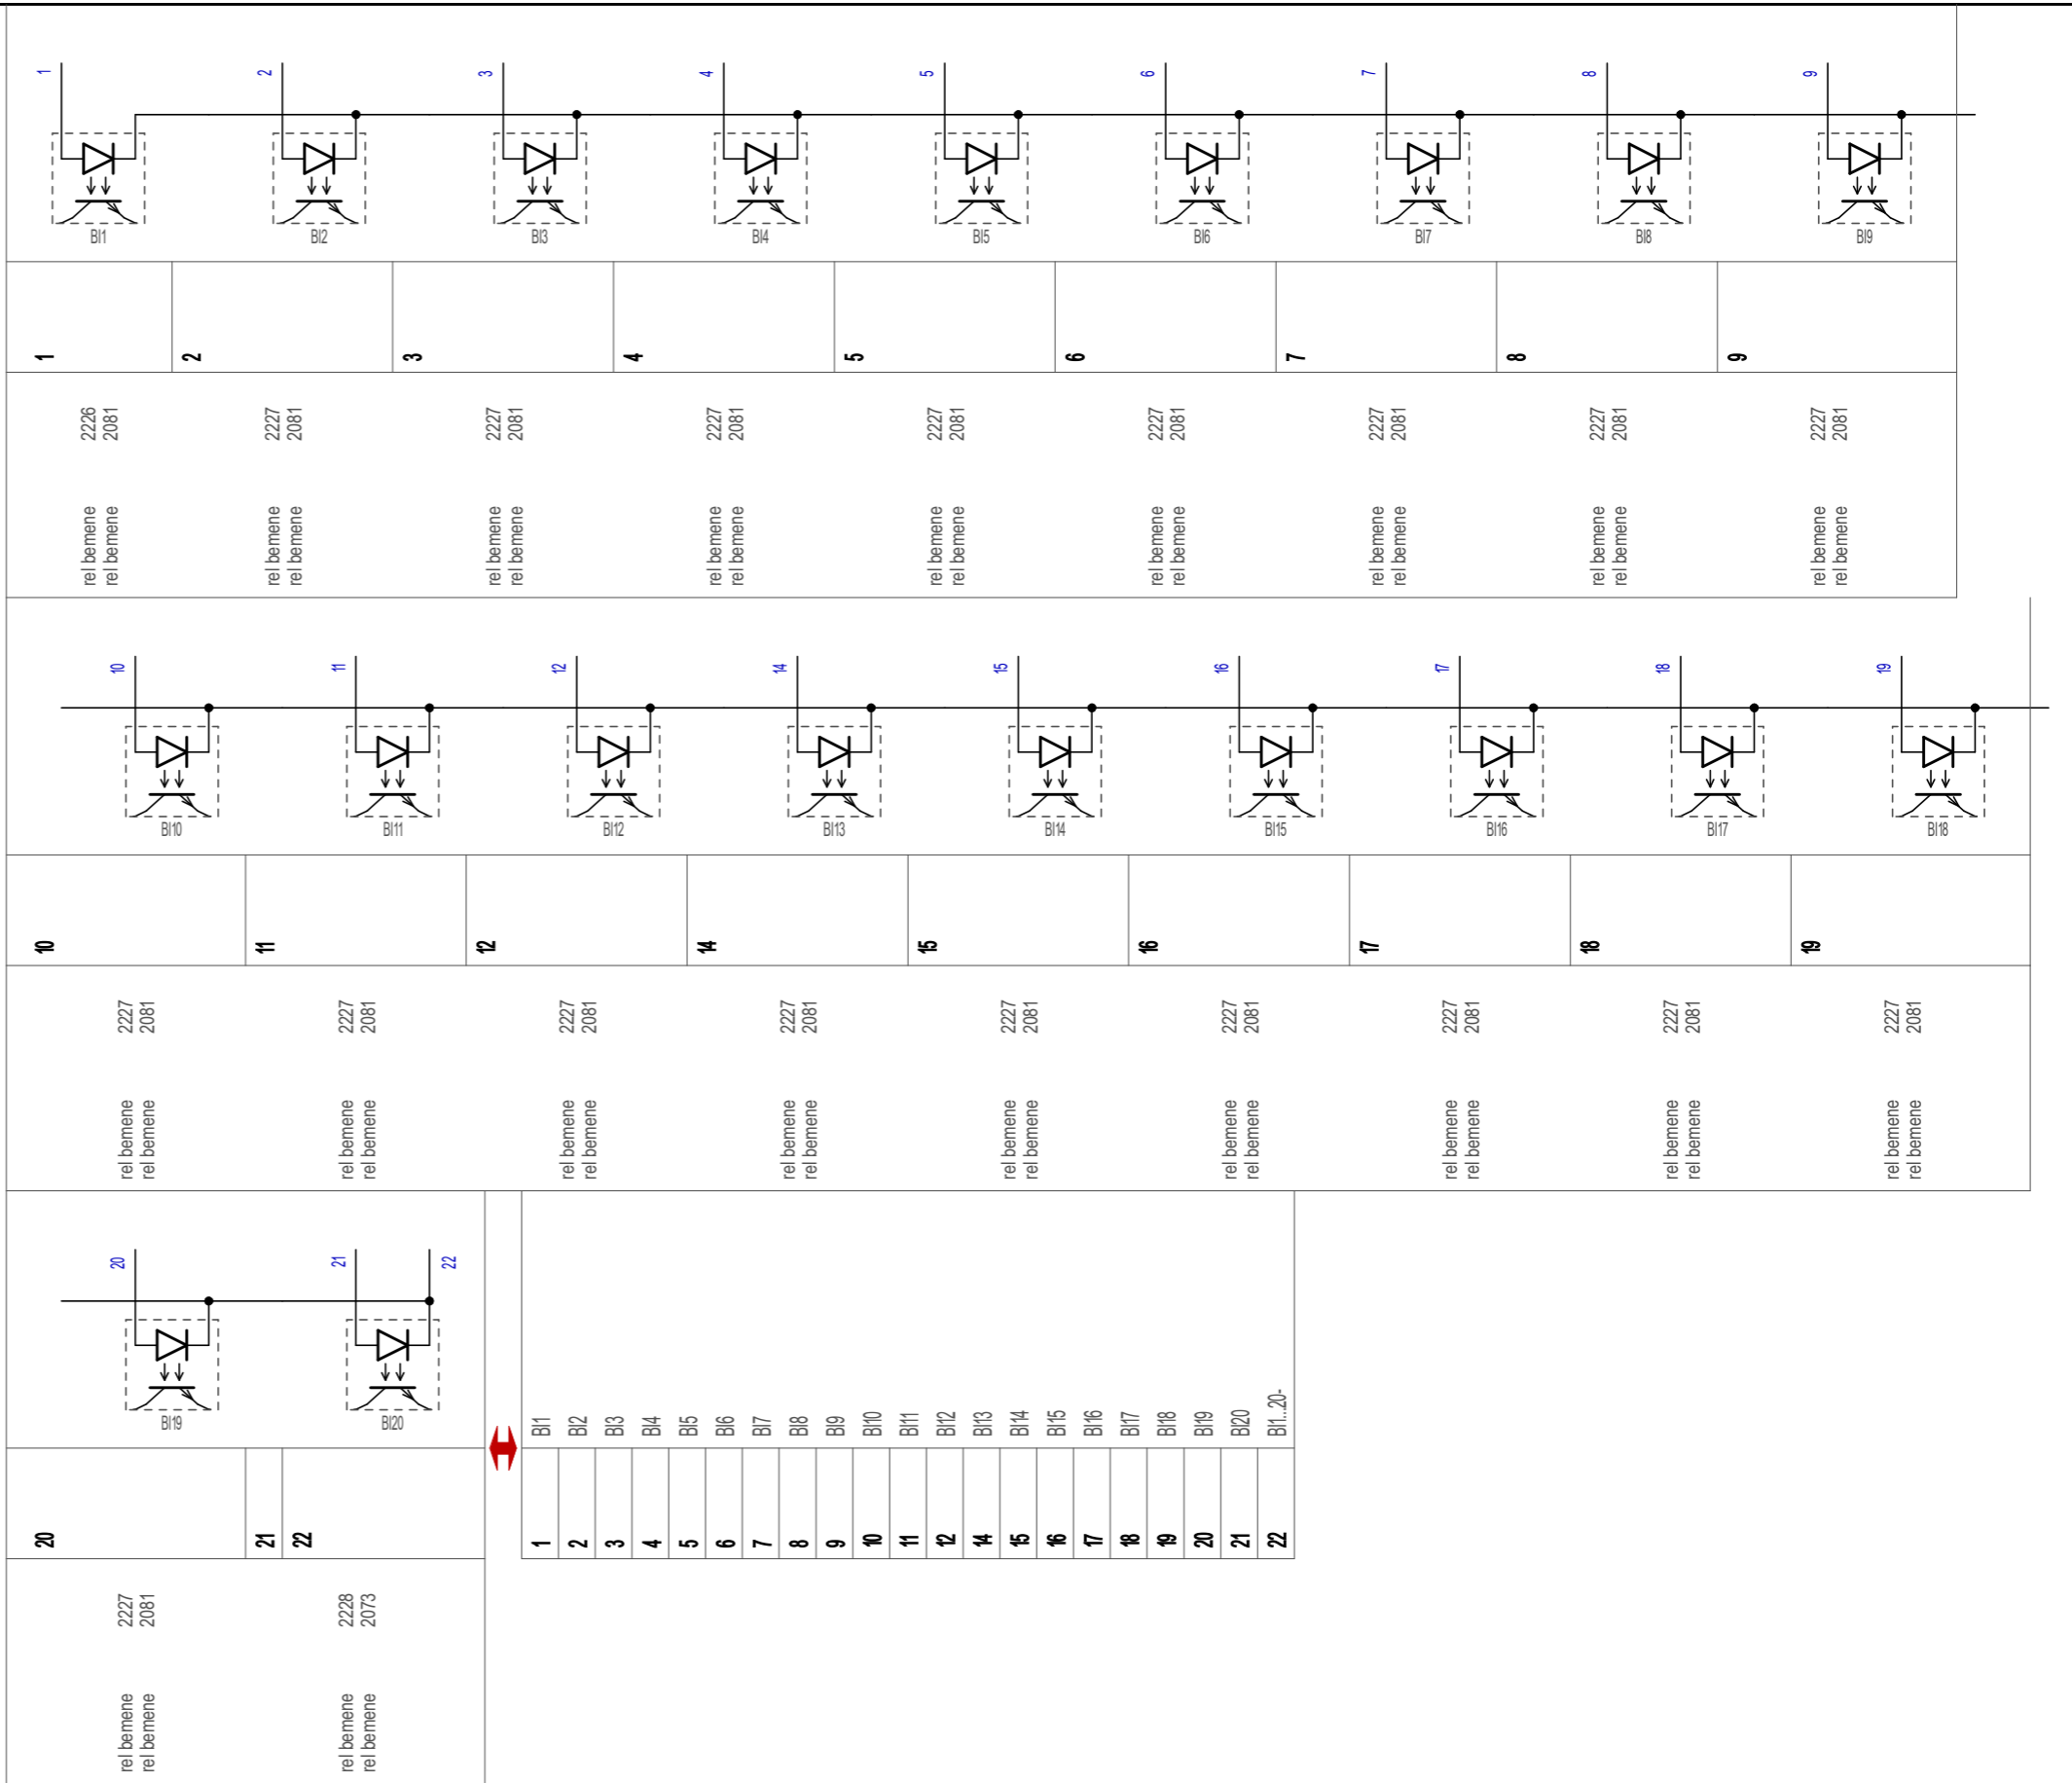 1 2 3 4 5 6 7 8 9
BI1 BI2 BI3 BI4 BI5 BI6 BI7 BI8 BI9
1 2 3 4 5 6 7 8 9
2226 2227 2227 2227 2227 2227 2227 2227 2227
2081 2081 2081 2081 2081 2081 2081 2081 2081
rel bemene rel bemene rel bemene rel bemene rel bemene rel bemene rel bemene rel bemene rel bemene
rel bemene rel bemene rel bemene rel bemene rel bemene rel bemene rel bemene rel bemene rel bemene
10 11 12 14 15 16 17 18 19
BI10 BI11 BI12 BI13 BI14 BI15 BI16 BI17 BI18
10 11 12 14 15 16 17 18 19
2227 2227 2227 2227 2227 2227 2227 2227 2227
2081 2081 2081 2081 2081 2081 2081 2081 2081
rel bemene rel bemene rel bemene rel bemene rel bemene rel bemene rel bemene rel bemene rel bemene
rel bemene rel bemene rel bemene rel bemene rel bemene rel bemene rel bemene rel bemene rel bemene
20 21 22
BI19 BI20
20 21 22
2227 2228
2081 2073
rel bemene rel bemene
rel bemene rel bemene
BI1 BI2 BI3 BI4 BI5 BI6 BI7 BI8 BI9 BI10 BI11 BI12 BI13 BI14 BI15 BI16 BI17 BI18 BI19 BI20 BI1...20-
1 2 3 4 5 6 7 8 9 10 11 12 14 15 16 17 18 19 20 21 22